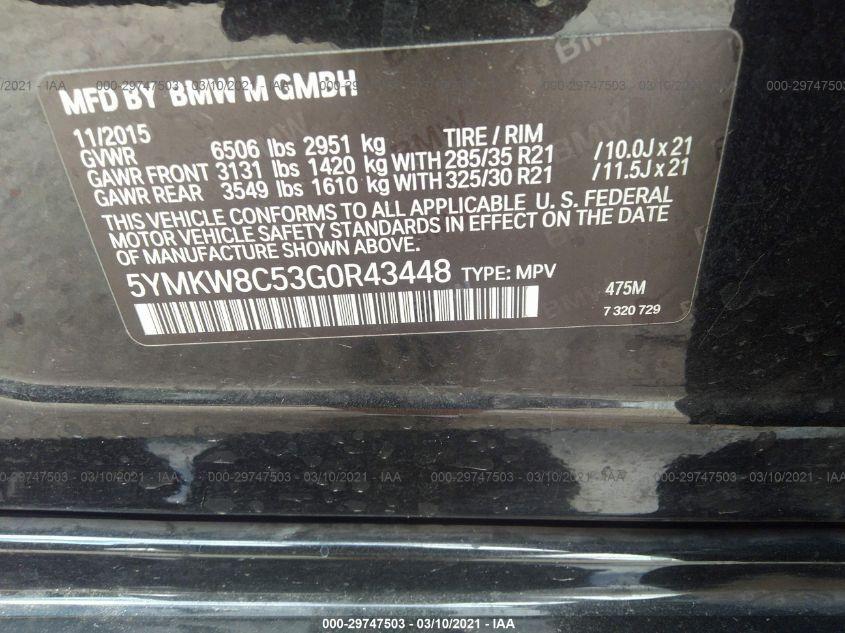 MFD BY BMW M GMBH
11/2015 TIRE / RIM
GVWR 6506 lbs 2951 kg
GAWR FRONT 3131 lbs 1420 kg WITH 285/35 R21 /10.0J x 21
GAWR REAR 3549 lbs 1610 kg WITH 325/30 R21 /11.5J x 21
THIS VEHICLE CONFORMS TO ALL APPLICABLE U. S. FEDERAL
MOTOR VEHICLE SAFETY STANDARDS IN EFFECT ON THE DATE
OF MANUFACTURE SHOWN ABOVE.
5YMKW8C53G0R43448 TYPE: MPV 475M
7 320 729
000-29747503 - 03/10/2021 - IAA